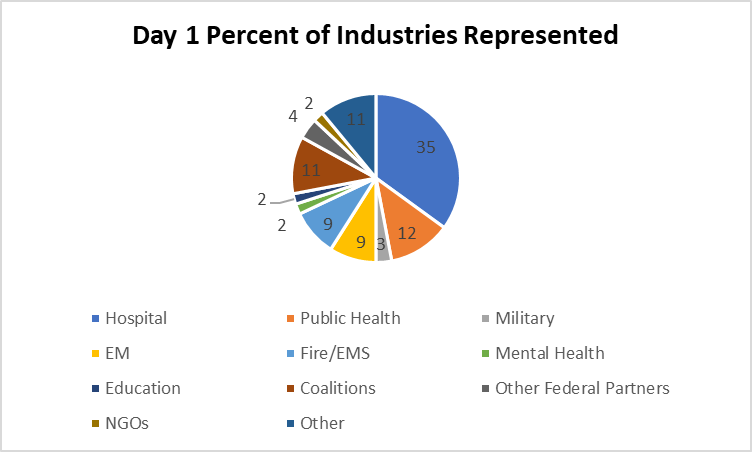 Day 1 Percent of Industries Represented
2
4
11
35
11
2
2
9
9
3
12
Hospital
Public Health
Military
EM
Fire/EMS
Mental Health
Education
Coalitions
Other Federal Partners
NGOs
Other